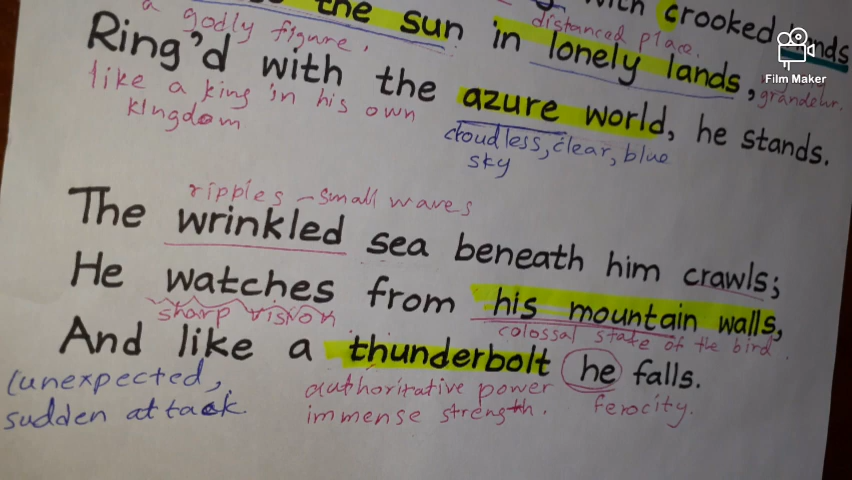 with crooked
the sun in lonely lands,
a godly figure,
distanced place.
grandeur.
Film Maker
Ring'd with the azure world, he stands.
like a king in his own
kingdom
cloudless, clear, blue
sky
ripples - small waves
The wrinkled sea beneath him crawls;
He watches from his mountain walls,
sharp vision
colossal state of the bird
And like a thunderbolt he falls.
(unexpected,
sudden attack.
authoritative power
immense strength.
ferocity.